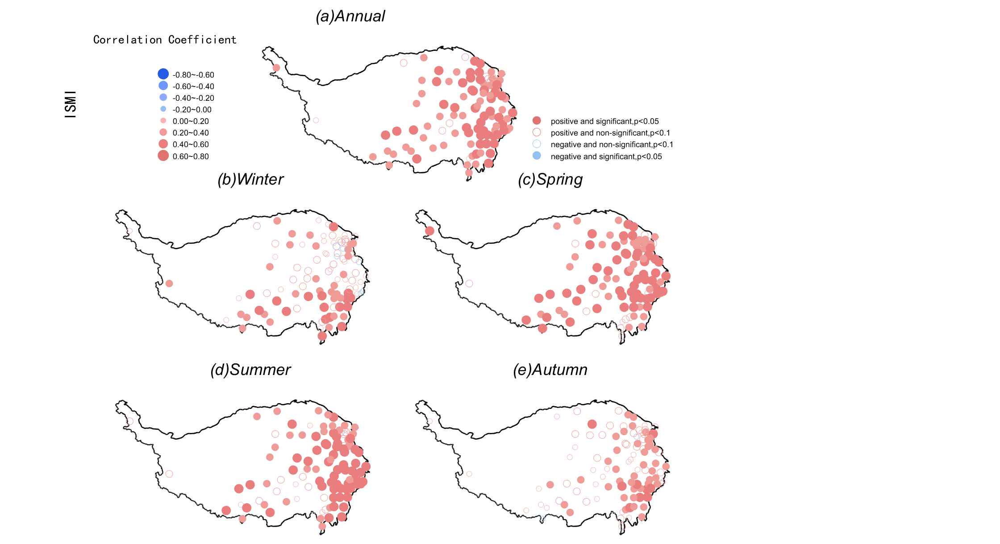 (a)Annual
Correlation Coefficient
ISMI
-0.80~-0.60
-0.60~-0.40
-0.40~-0.20
-0.20~0.00
0.00~0.20
0.20~0.40
0.40~0.60
0.60~0.80
positive and significant,p<0.05
positive and non-significant,p<0.1
negative and non-significant,p<0.1
negative and significant,p<0.05
(b)Winter
(c)Spring
(d)Summer
(e)Autumn